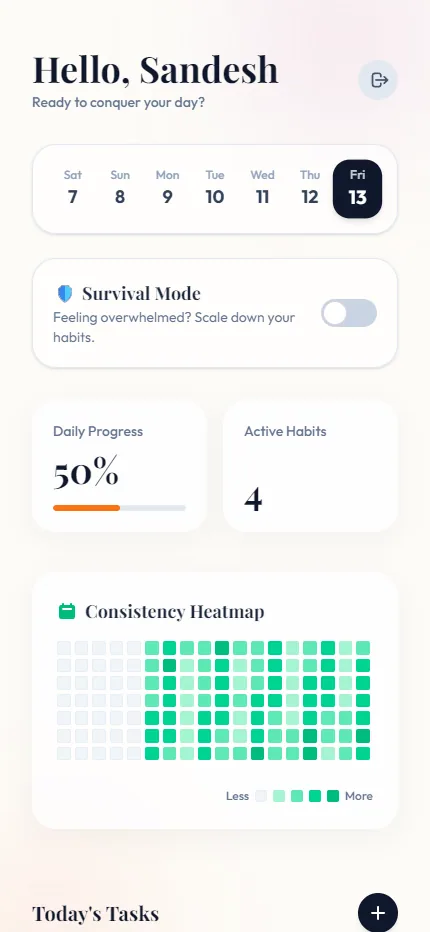 Hello, Sandesh
Ready to conquer your day?
Sat Sun Mon Tue Wed Thu Fri
7 8 9 10 11 12 13
Survival Mode
Feeling overwhelmed? Scale down your
habits.
Daily Progress
50%
Active Habits
4
Consistency Heatmap
Less More
Today's Tasks